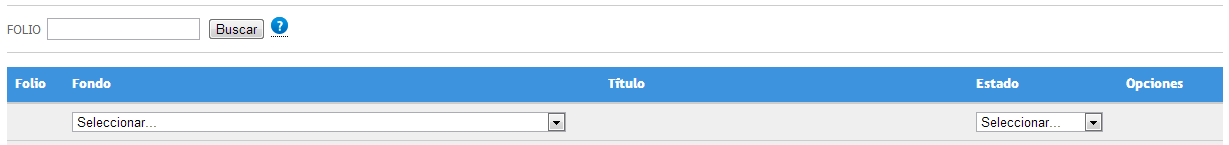 FOLIO Buscar ?
Folio Fondo Título Estado Opciones
Seleccionar... Seleccionar...